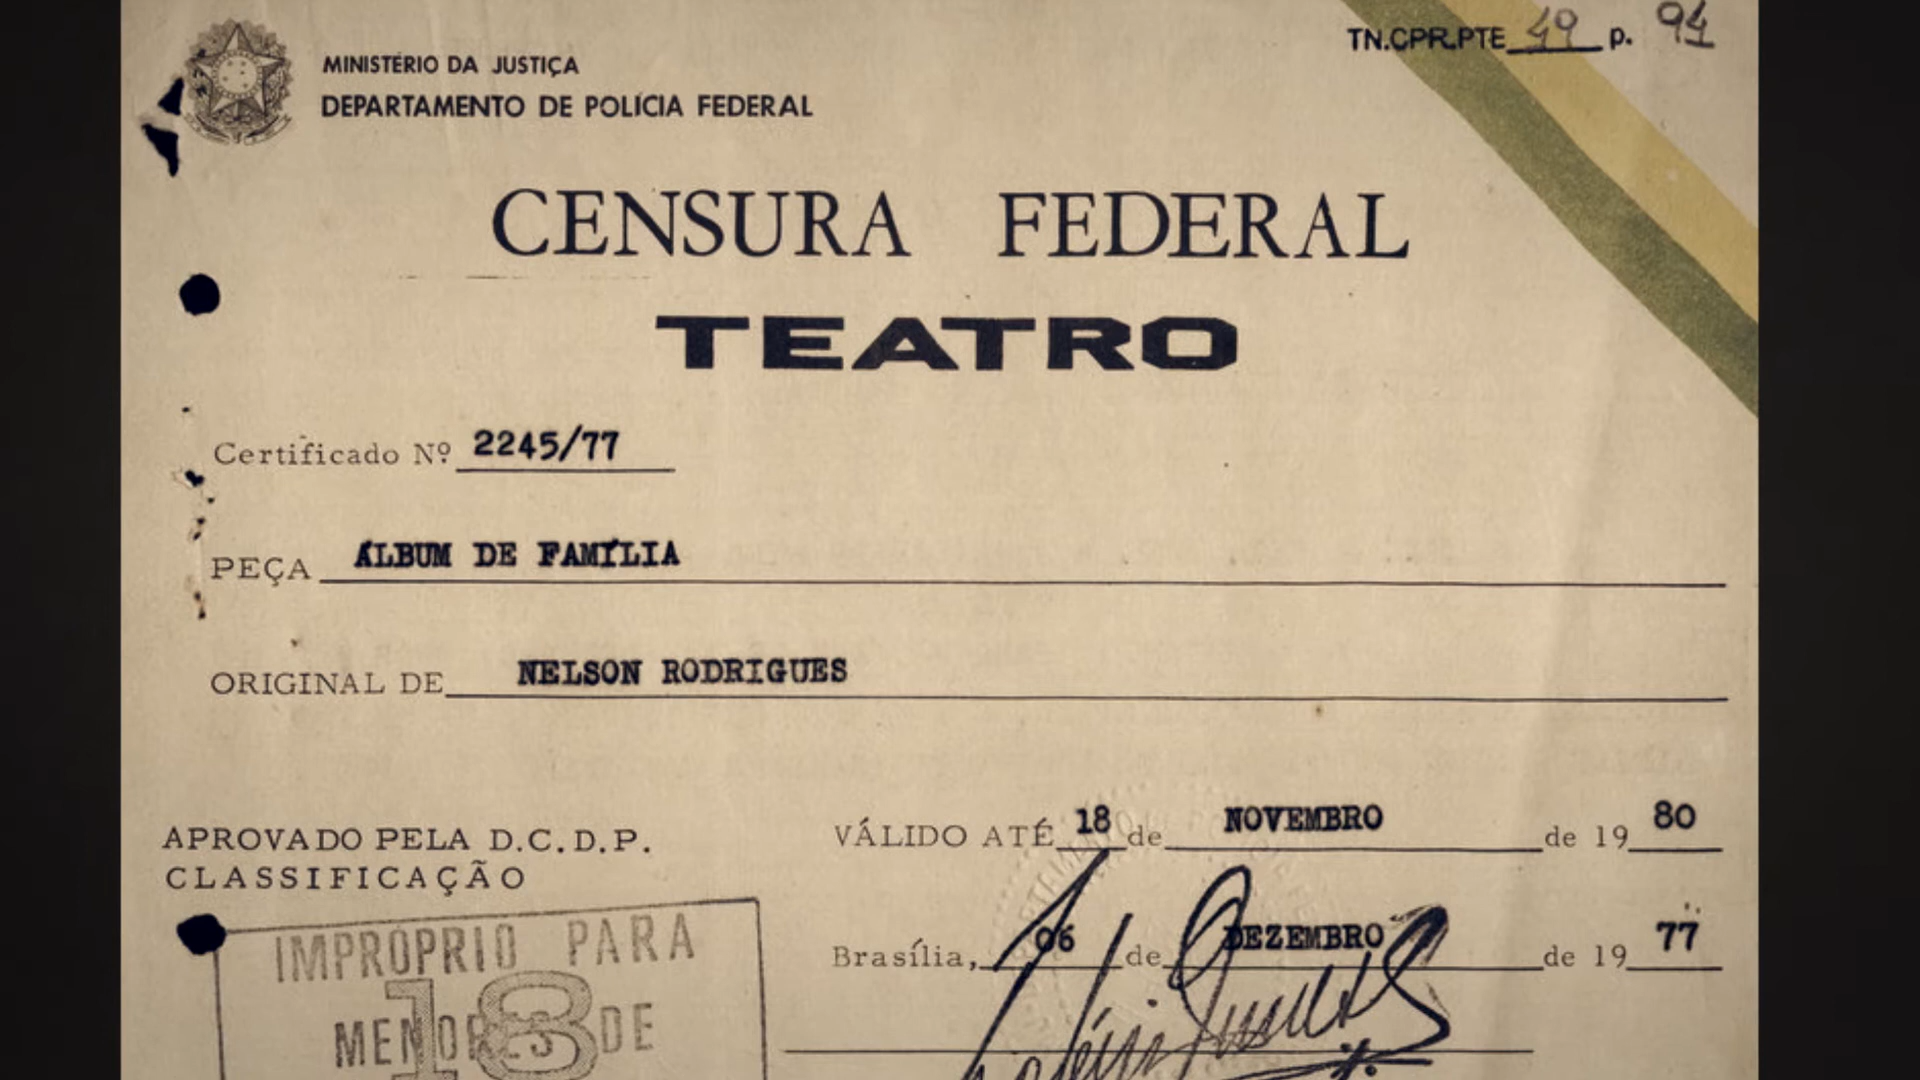 TN.CPR.PTE 49 p. 94
MINISTÉRIO DA JUSTIÇA
DEPARTAMENTO DE POLÍCIA FEDERAL
CENSURA FEDERAL
TEATRO
Certificado Nº 2245/77
PEÇA ÁLBUM DE FAMÍLIA
ORIGINAL DE NELSON RODRIGUES
APROVADO PELA D.C.D.P.
CLASSIFICAÇÃO
IMPRÓPRIO PARA
MENORES DE
18
VÁLIDO ATÉ 18 de NOVEMBRO de 19 80
Brasília, 06 de DEZEMBRO de 19 77